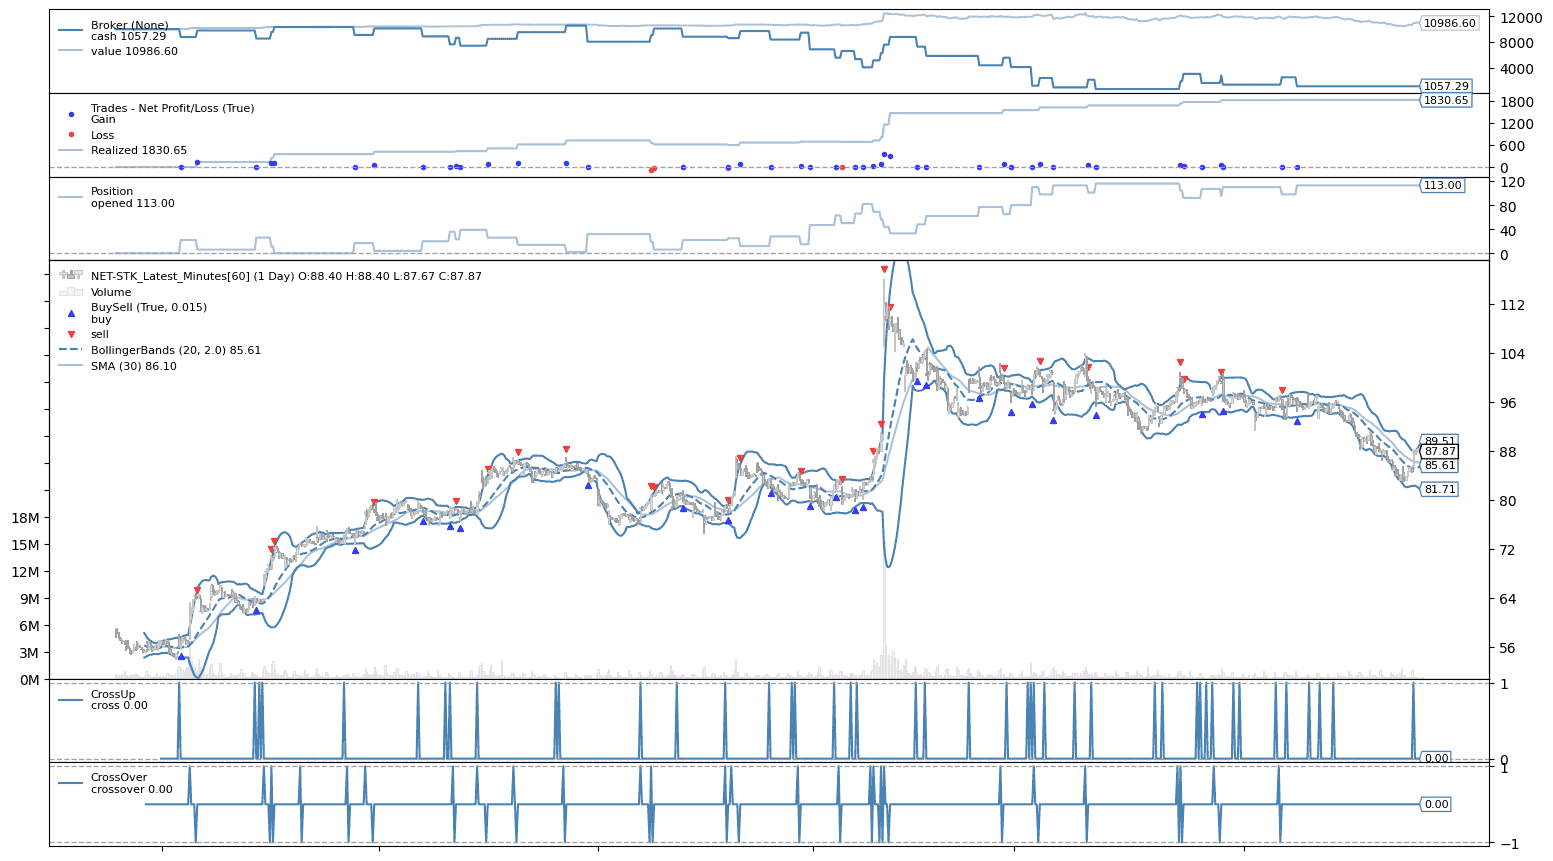 Broker (None)
cash 1057.29
value 10986.60
12000
10986.60
8000
4000
1057.29
Trades - Net Profit/Loss (True)
Gain
Loss
Realized 1830.65
1830.65
1800
1200
600
0
Position
opened 113.00
120
113.00
80
40
0
NET-STK_Latest_Minutes[60] (1 Day) O:88.40 H:88.40 L:87.67 C:87.87
Volume
BuySell (True, 0.015)
buy
sell
BollingerBands (20, 2.0) 85.61
SMA (30) 86.10
112
104
96
89.51
88
87.87
85.61
81.71
80
72
64
56
18M
15M
12M
9M
6M
3M
0M
CrossUp
cross 0.00
1
0.00
0
CrossOver
crossover 0.00
1
0.00
−1